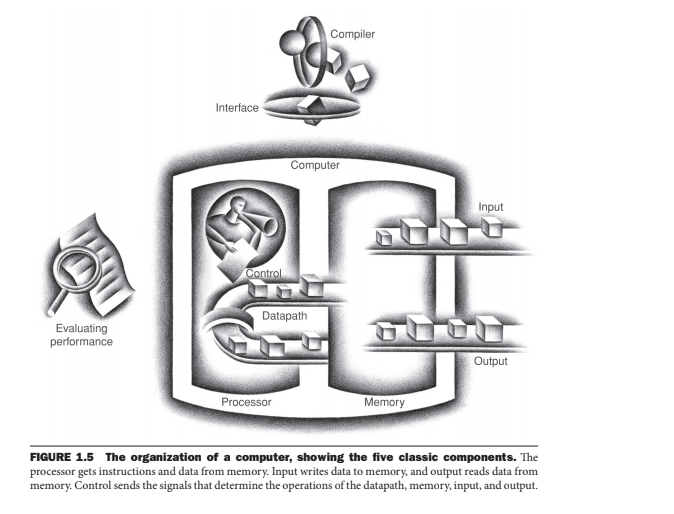 Compiler
Interface
Computer
Input
Control
Datapath
Evaluating
performance
Output
Processor
Memory
FIGURE 1.5 The organization of a computer, showing the five classic components. The
processor gets instructions and data from memory. Input writes data to memory, and output reads data from
memory. Control sends the signals that determine the operations of the datapath, memory, input, and output.